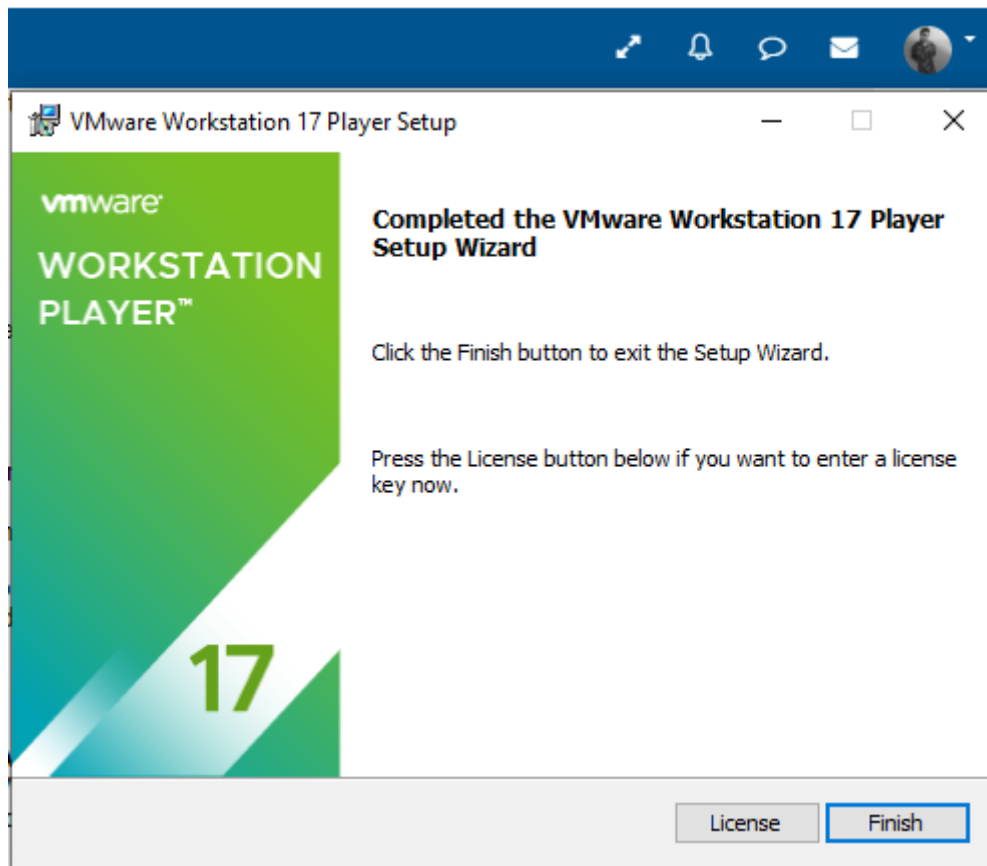 VMware Workstation 17 Player Setup
vmware®
WORKSTATION
PLAYER™
Completed the VMware Workstation 17 Player
Setup Wizard
Click the Finish button to exit the Setup Wizard.
Press the License button below if you want to enter a license
key now.
17
License
Finish